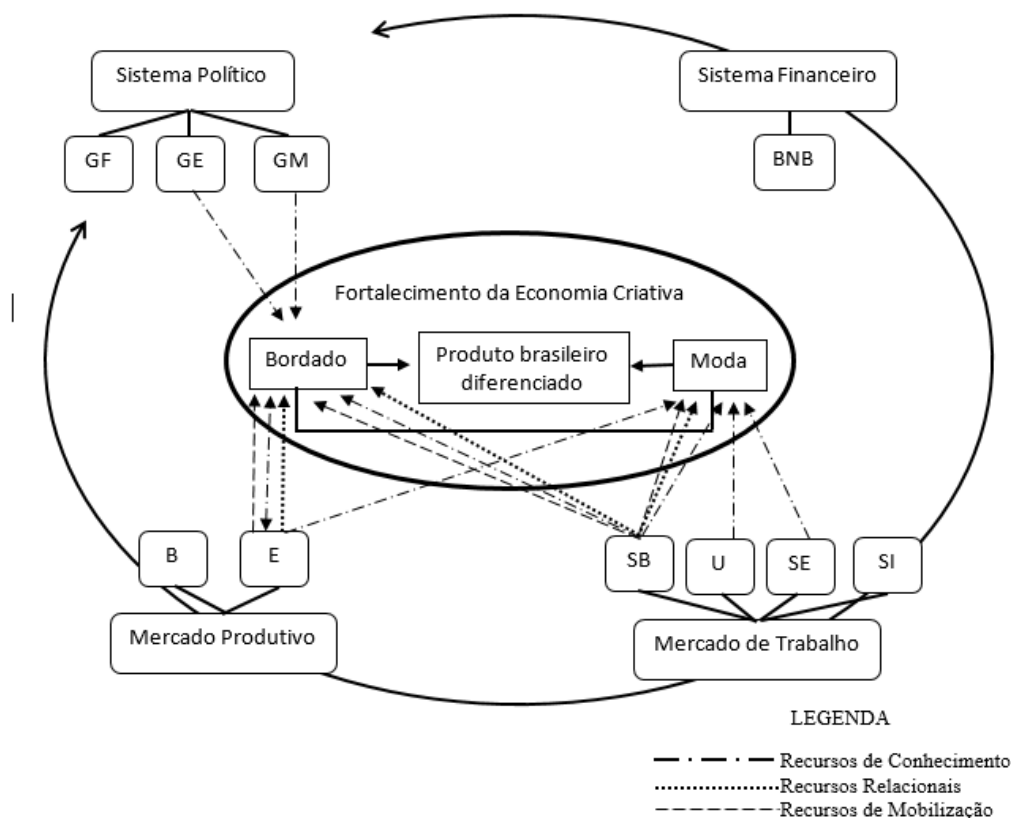 Sistema Político
Sistema Financeiro
GF
GE
GM
BNB
Fortalecimento da Economia Criativa
Bordado
Produto brasileiro
diferenciado
Moda
B
E
SB
U
SE
SI
Mercado Produtivo
Mercado de Trabalho
LEGENDA
Recursos de Conhecimento
Recursos Relacionais
Recursos de Mobilização